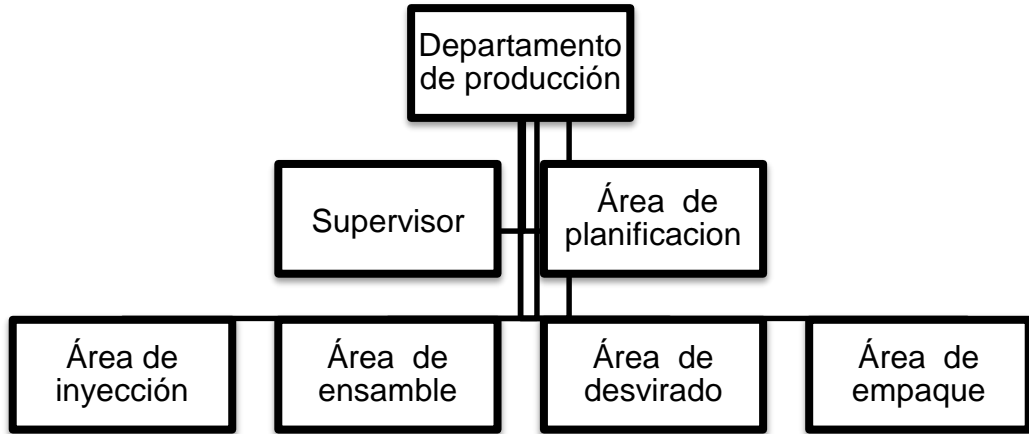 Departamento
de producción
Supervisor
Área de
planificacion
Área de
inyección
Área de
ensamble
Área de
desvirado
Área de
empaque